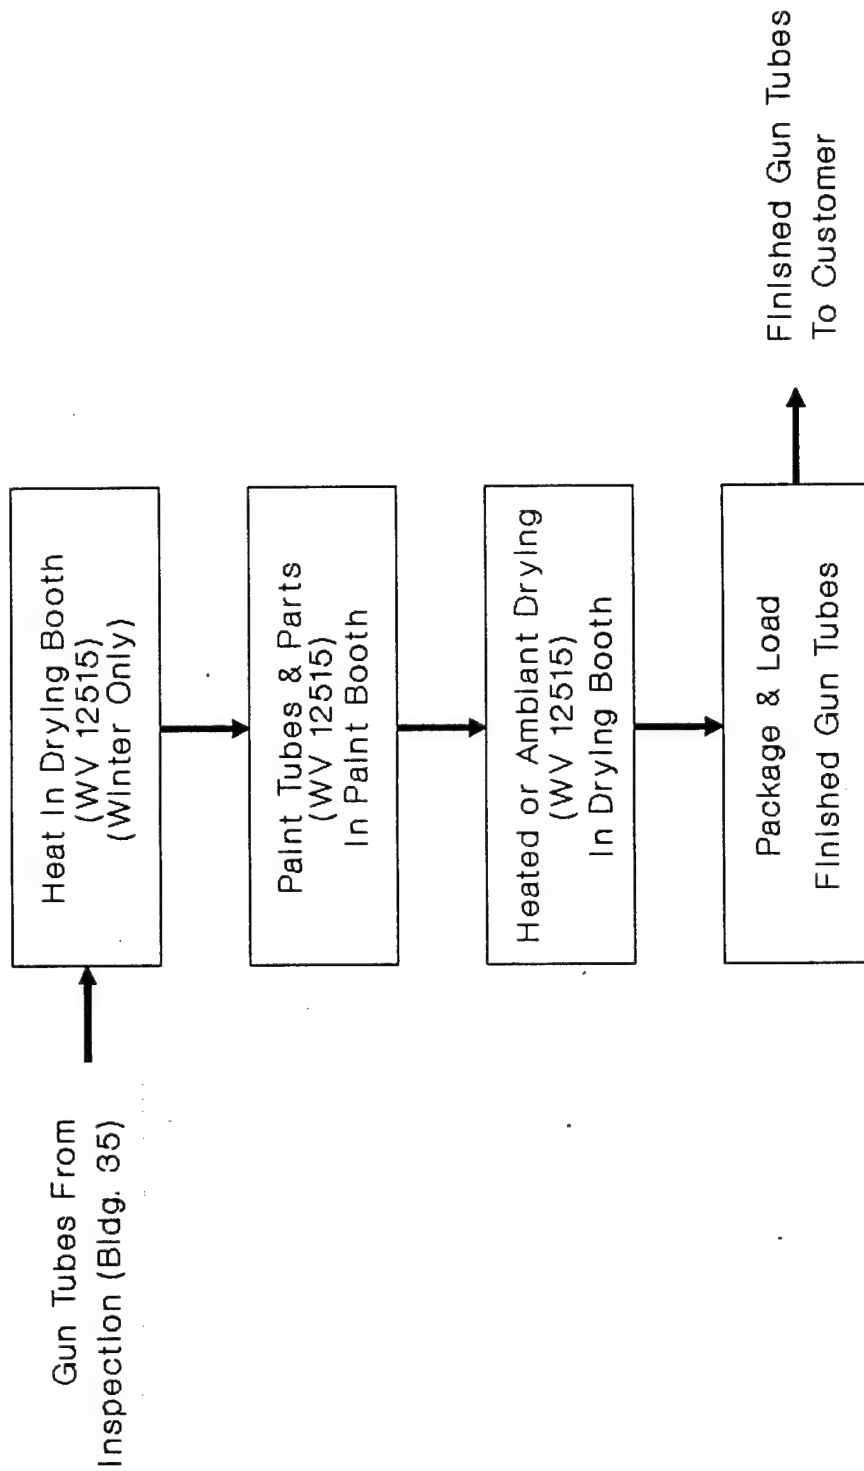 Gun Tubes From
Inspection (Bldg. 35)
Heat In Drying Booth
(WV 12515)
(Winter Only)
Paint Tubes & Parts
(WV 12515)
In Paint Booth
Heated or Ambiant Drying
(WV 12515)
In Drying Booth
Package & Load
Finished Gun Tubes
Finished Gun Tubes
To Customer